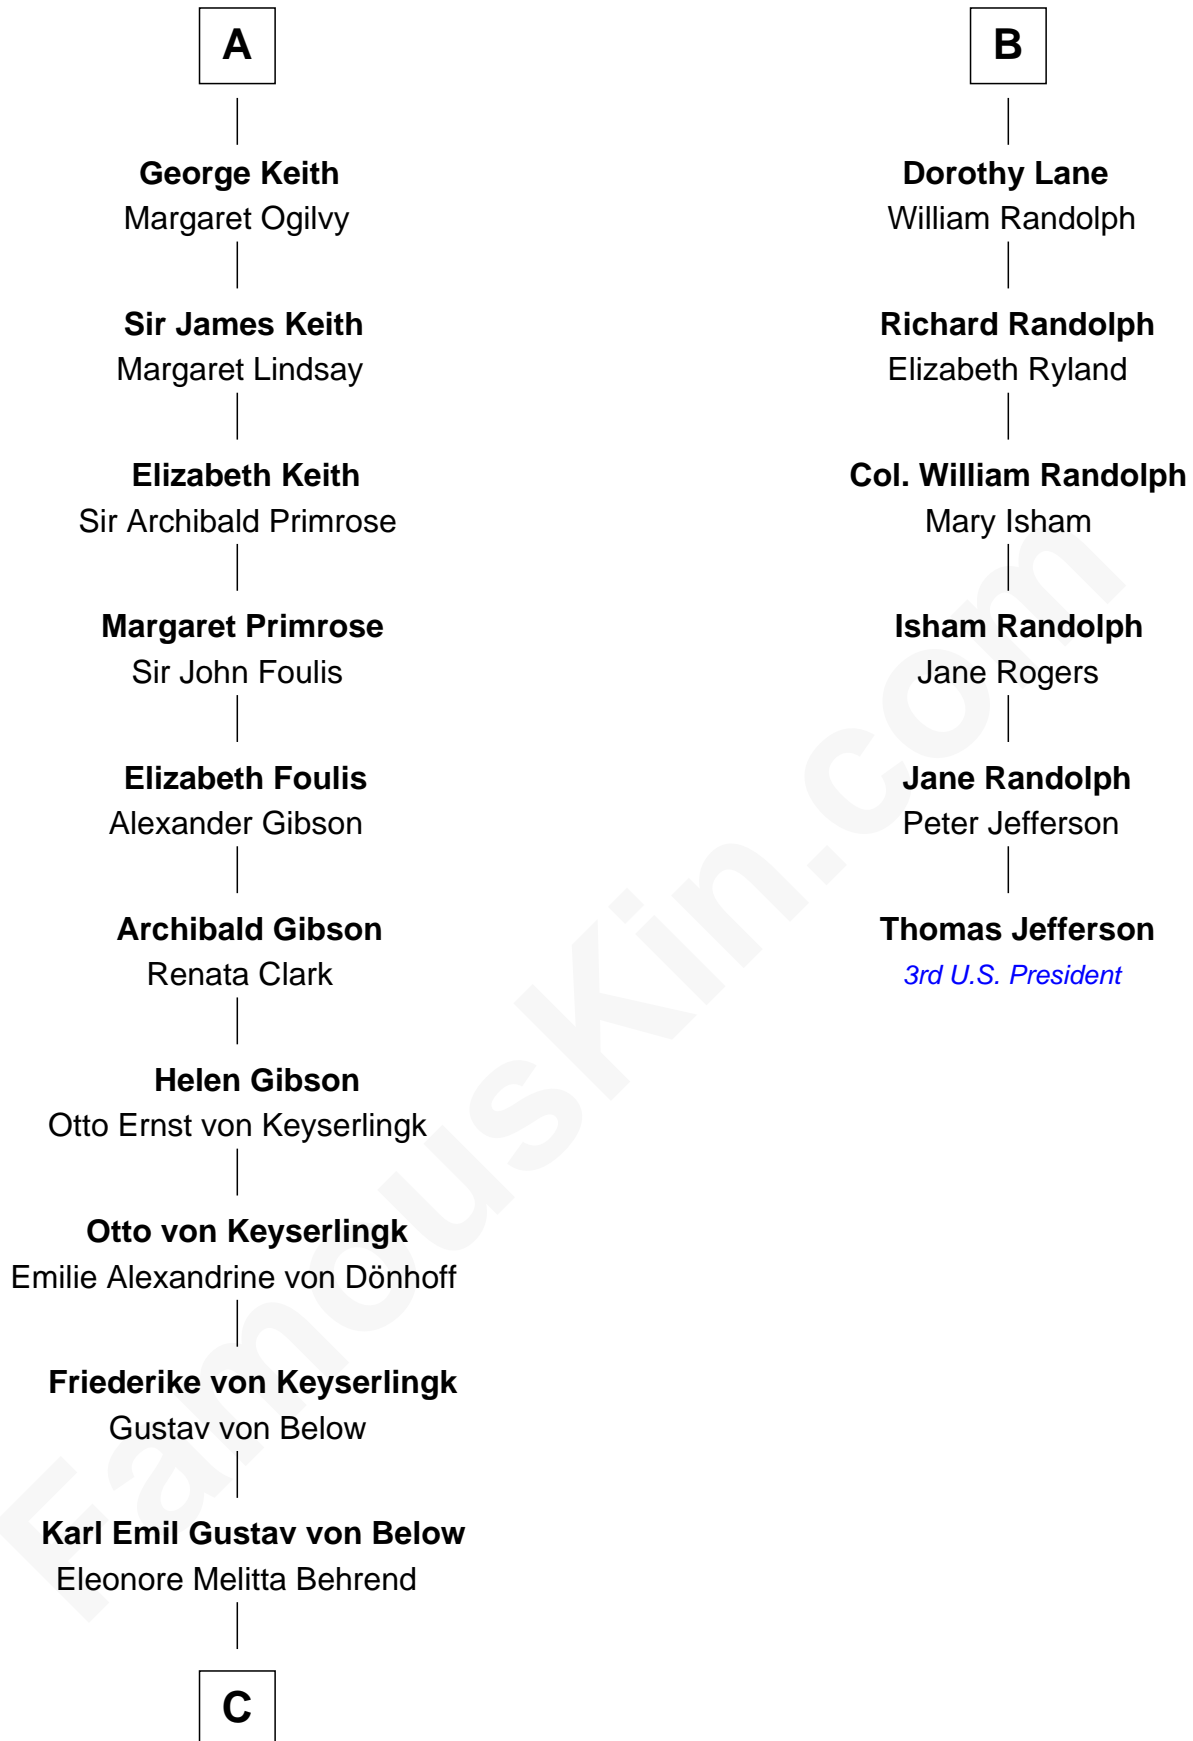 A
George Keith
Margaret Ogilvy
Sir James Keith
Margaret Lindsay
Elizabeth Keith
Sir Archibald Primrose
Margaret Primrose
Sir John Foulis
Elizabeth Foulis
Alexander Gibson
Archibald Gibson
Renata Clark
Helen Gibson
Otto Ernst von Keyserlingk
Otto von Keyserlingk
Emilie Alexandrine von Dönhoff
Friederike von Keyserlingk
Gustav von Below
Karl Emil Gustav von Below
Eleonore Melitta Behrend
C
B
Dorothy Lane
William Randolph
Richard Randolph
Elizabeth Ryland
Col. William Randolph
Mary Isham
Isham Randolph
Jane Rogers
Jane Randolph
Peter Jefferson
Thomas Jefferson
3rd U.S. President
FamousKin.com